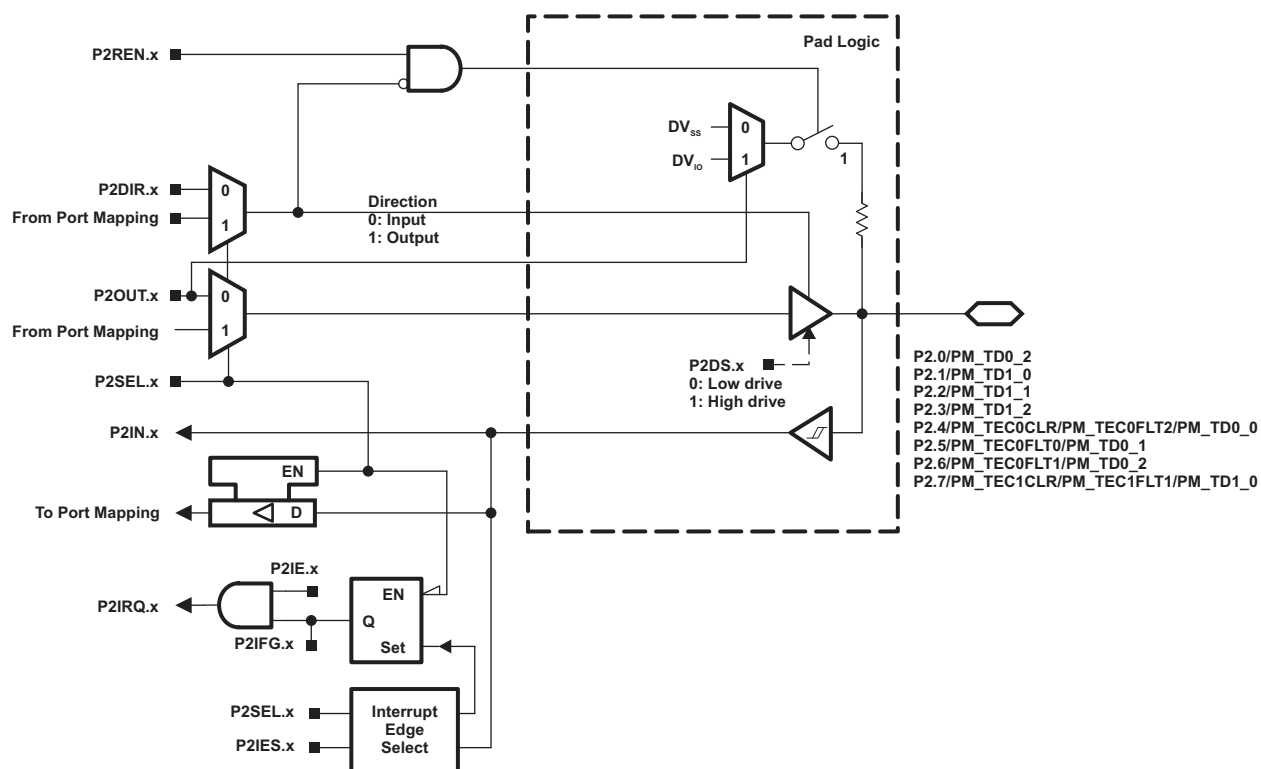 Pad Logic
P2REN.x
DVSS
0
DVIO
1
1
P2DIR.x
0
From Port Mapping
1
Direction
0: Input
1: Output
P2OUT.x
0
From Port Mapping
1
P2SEL.x
P2DS.x
0: Low drive
1: High drive
P2.0/PM_TD0_2
P2.1/PM_TD1_0
P2.2/PM_TD1_1
P2.3/PM_TD1_2
P2.4/PM_TEC0CLR/PM_TEC0FLT2/PM_TD0_0
P2.5/PM_TEC0FLT0/PM_TD0_1
P2.6/PM_TEC0FLT1/PM_TD0_2
P2.7/PM_TEC1CLR/PM_TEC1FLT1/PM_TD1_0
P2IN.x
EN
To Port Mapping
D
P2IE.x
P2IRQ.x
EN
Q
P2IFG.x
Set
P2SEL.x
P2IES.x
Interrupt
Edge
Select